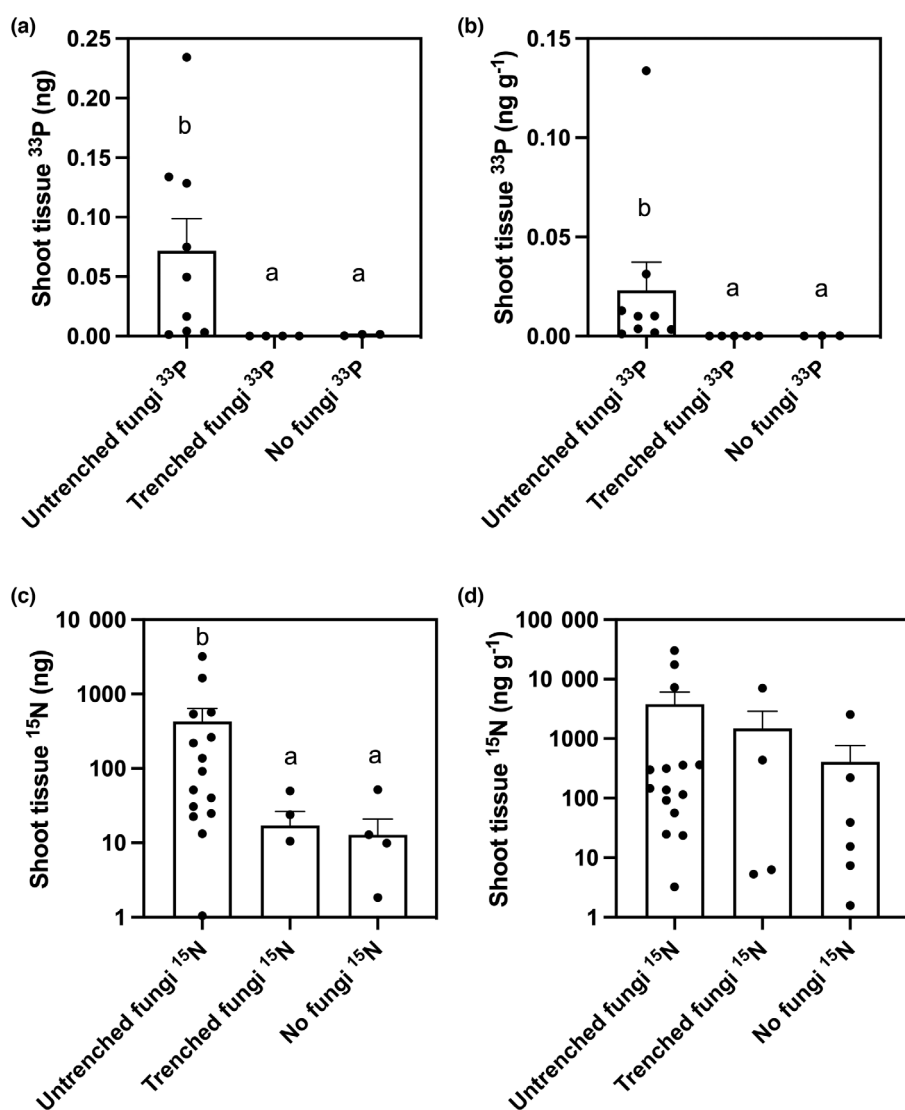 (a)
Shoot tissue ³³P (ng)
0.25
0.20
0.15
0.10
0.05
0.00
b
a
a
Untrenched fungi ³³P
Trenched fungi ³³P
No fungi ³³P
(b)
Shoot tissue ³³P (ng g⁻¹)
0.15
0.10
0.05
0.00
b
a
a
Untrenched fungi ³³P
Trenched fungi ³³P
No fungi ³³P
(c)
Shoot tissue ¹⁵N (ng)
10 000
1000
100
10
1
b
a
a
Untrenched fungi ¹⁵N
Trenched fungi ¹⁵N
No fungi ¹⁵N
(d)
Shoot tissue ¹⁵N (ng g⁻¹)
100 000
10 000
1000
100
10
1
Untrenched fungi ¹⁵N
Trenched fungi ¹⁵N
No fungi ¹⁵N